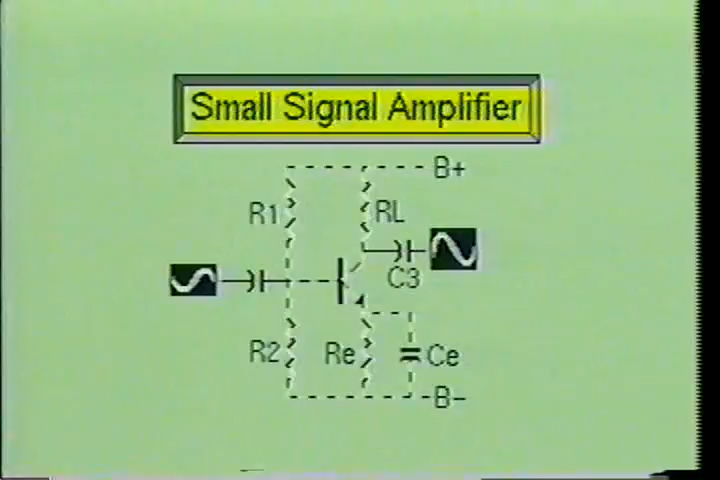 Small Signal Amplifier
B+
R1 RL
C3
R2 Re Ce
B-